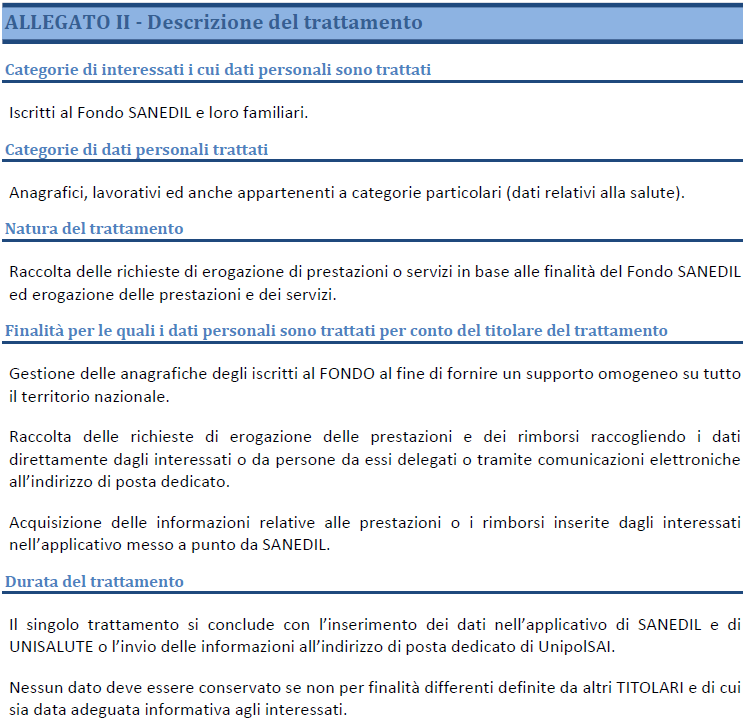 ALLEGATO II - Descrizione del trattamento
Categorie di interessati i cui dati personali sono trattati
Iscritti al Fondo SANEDIL e loro familiari.
Categorie di dati personali trattati
Anagrafici, lavorativi ed anche appartenenti a categorie particolari (dati relativi alla salute).
Natura del trattamento
Raccolta delle richieste di erogazione di prestazioni o servizi in base alle finalità del Fondo SANEDIL
ed erogazione delle prestazioni e dei servizi.
Finalità per le quali i dati personali sono trattati per conto del titolare del trattamento
Gestione delle anagrafiche degli iscritti al FONDO al fine di fornire un supporto omogeneo su tutto
il territorio nazionale.
Raccolta delle richieste di erogazione delle prestazioni e dei rimborsi raccogliendo i dati
direttamente dagli interessati o da persone da essi delegati o tramite comunicazioni elettroniche
all’indirizzo di posta dedicato.
Acquisizione delle informazioni relative alle prestazioni o i rimborsi inserite dagli interessati
nell’applicativo messo a punto da SANEDIL.
Durata del trattamento
Il singolo trattamento si conclude con l’inserimento dei dati nell’applicativo di SANEDIL e di
UNISALUTE o l’invio delle informazioni all’indirizzo di posta dedicato di UnipolSAI.
Nessun dato deve essere conservato se non per finalità differenti definite da altri TITOLARI e di cui
sia data adeguata informativa agli interessati.